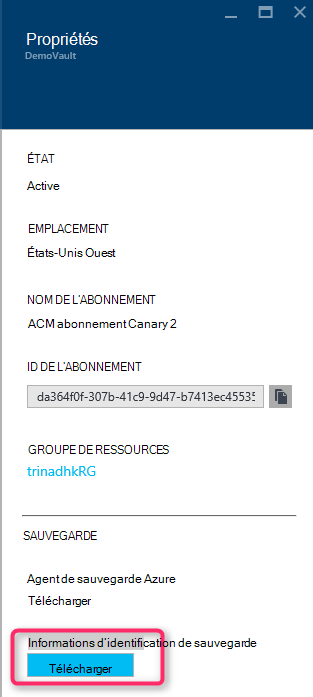 Propriétés
DemoVault
ÉTAT
Active
EMPLACEMENT
États-Unis Ouest
NOM DE L'ABONNEMENT
ACM abonnement Canary 2
ID DE L'ABONNEMENT
da364f0f-307b-41c9-9d47-b7413ec45535
GROUPE DE RESSOURCES
trinadhkRG
SAUVEGARDE
Agent de sauvegarde Azure
Télécharger
Informations d'identification de sauvegarde
Télécharger